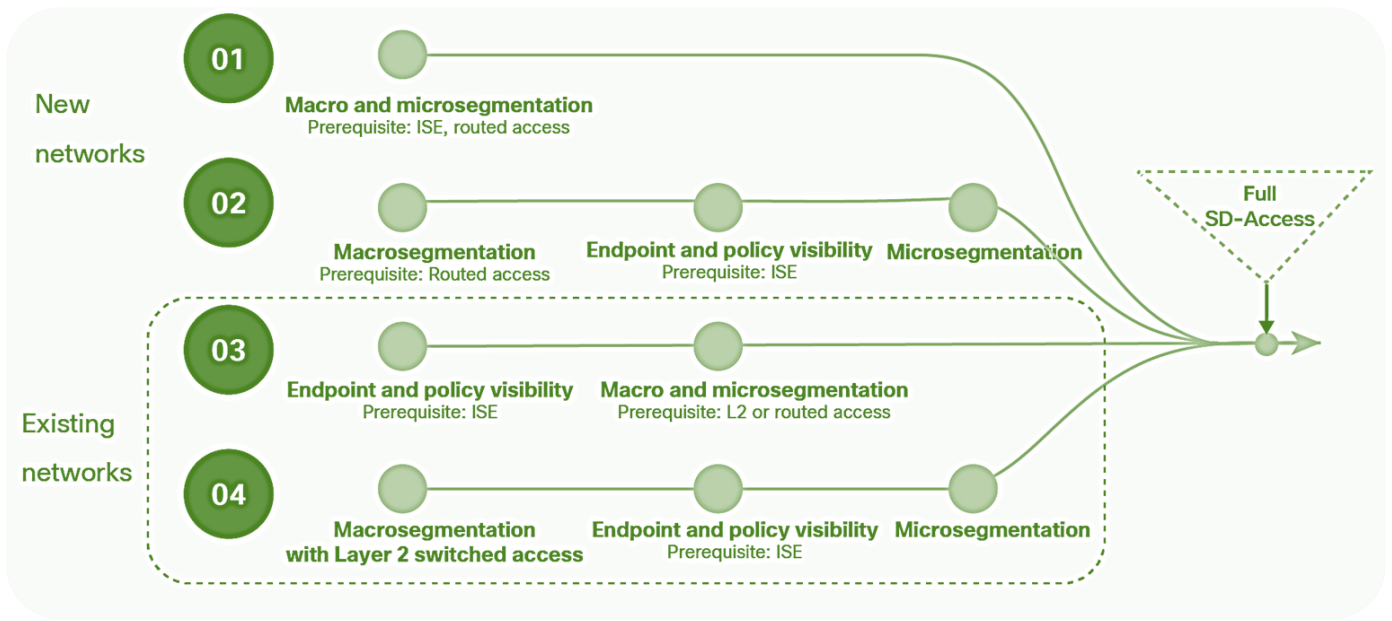 New
networks
01
Macro and microsegmentation
Prerequisite: ISE, routed access
02
Macrosegmentation
Prerequisite: Routed access
Endpoint and policy visibility
Prerequisite: ISE
Microsegmentation
Full
SD-Access
Existing
networks
03
Endpoint and policy visibility
Prerequisite: ISE
Macro and microsegmentation
Prerequisite: L2 or routed access
04
Macrosegmentation
with Layer 2 switched access
Endpoint and policy visibility
Prerequisite: ISE
Microsegmentation